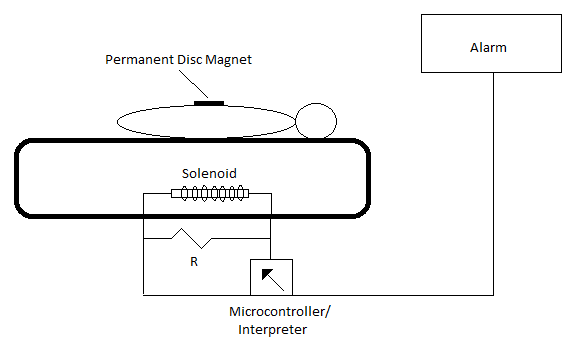 Alarm
Permanent Disc Magnet
Solenoid
R
Microcontroller/
Interpreter